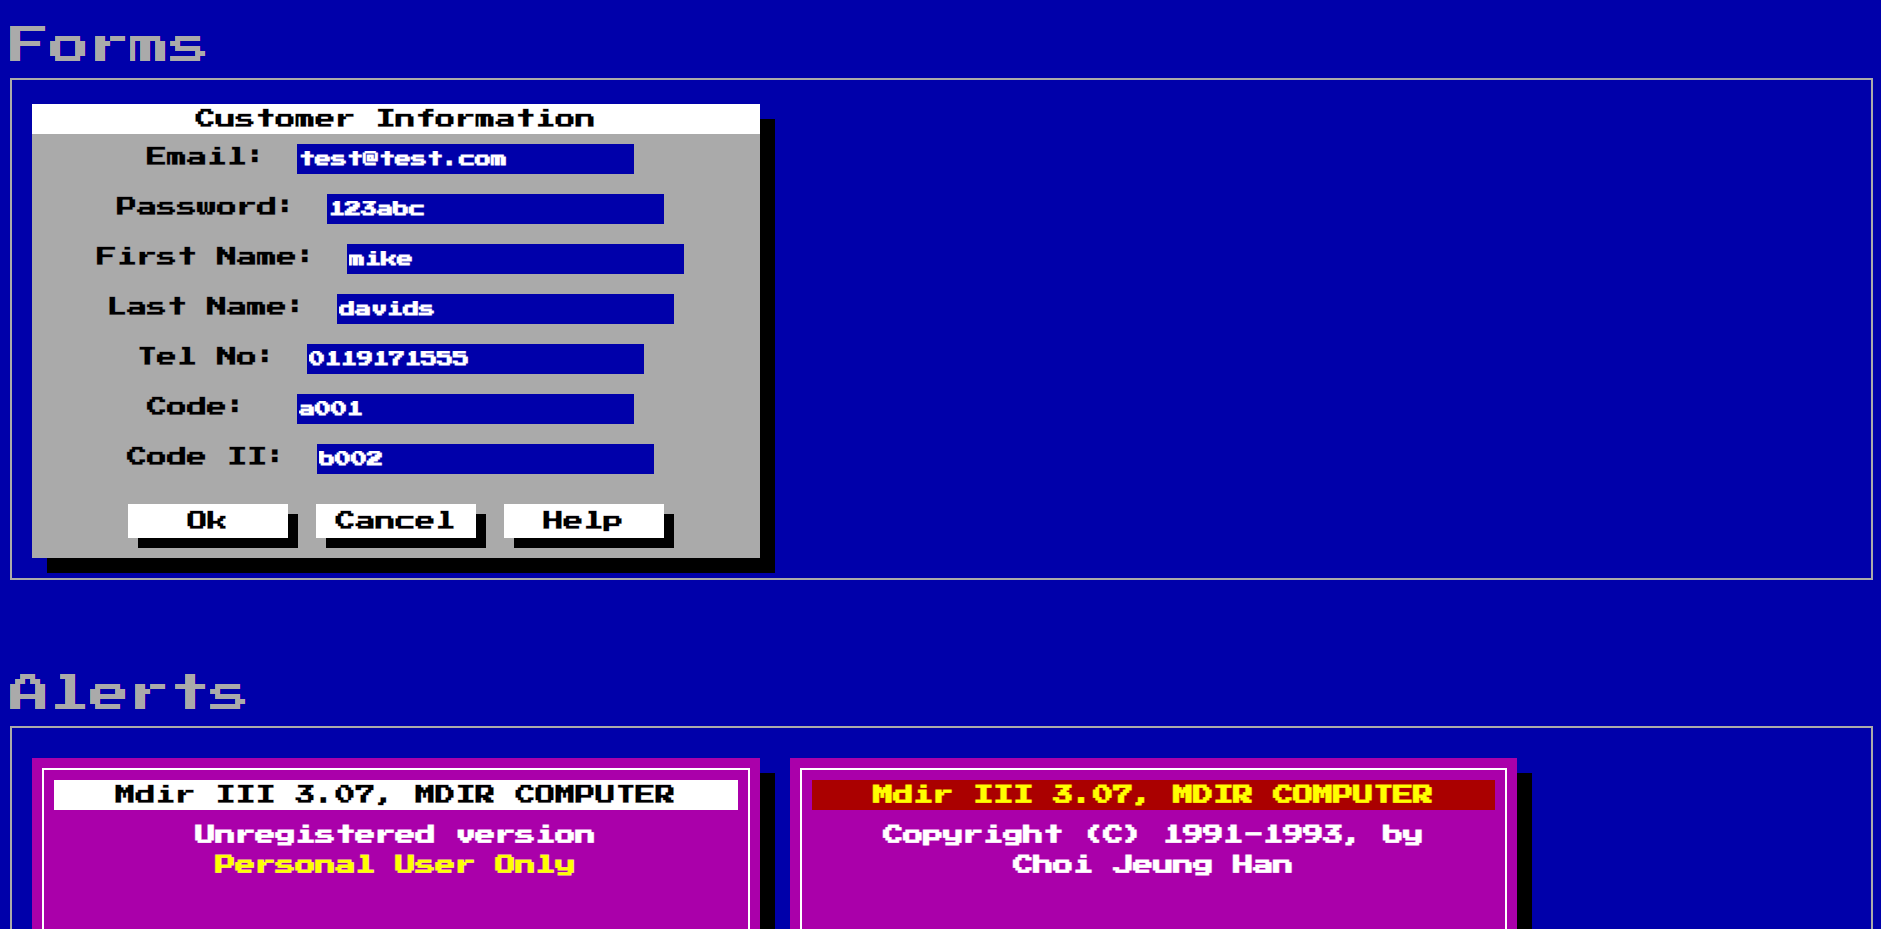 Forms
Customer Information
Email: test@test.com
Password: 123abc
First Name: mike
Last Name: davids
Tel No: 0119171555
Code: a001
Code II: b002
Ok Cancel Help
Alerts
Mdir III 3.07, MDIR COMPUTER
Unregistered version
Personal User Only
Mdir III 3.07, MDIR COMPUTER
Copyright (C) 1991-1993, by
Choi Jeung Han